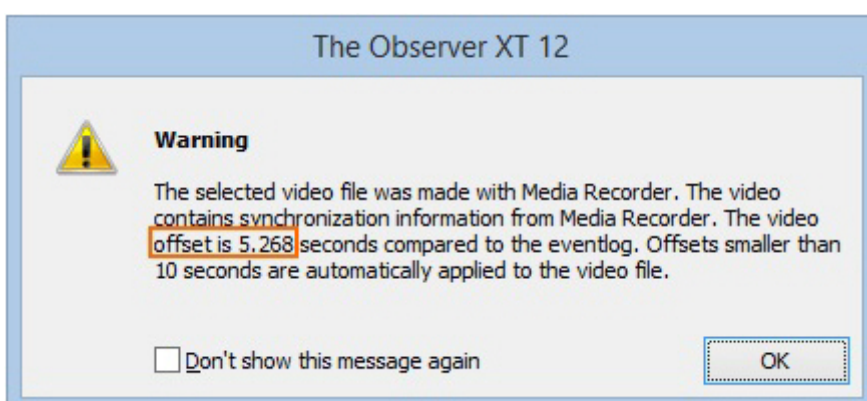 The Observer XT 12
Warning
The selected video file was made with Media Recorder. The video
contains synchronization information from Media Recorder. The video
offset is 5.268 seconds compared to the eventlog. Offsets smaller than
10 seconds are automatically applied to the video file.
Don't show this message again
OK